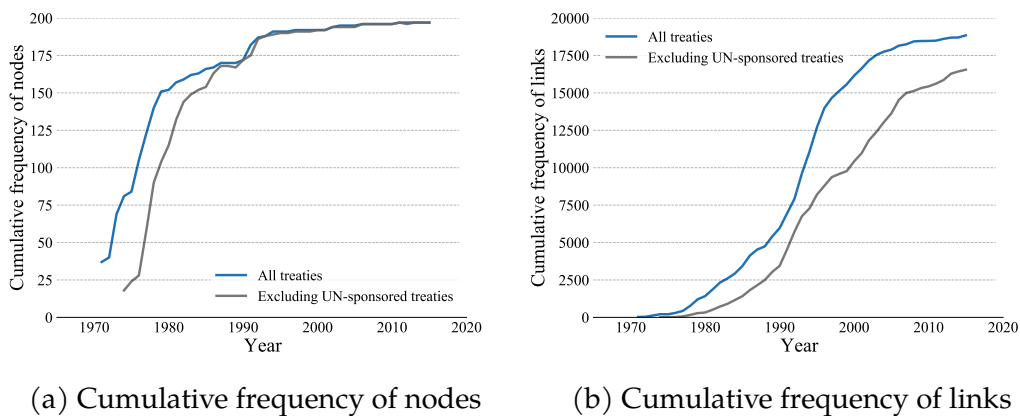 Cumulative frequency of nodes
200
175
150
125
100
75
50
25
0
All treaties
Excluding UN-sponsored treaties
1970 1980 1990 2000 2010 2020
Year
(a) Cumulative frequency of nodes
Cumulative frequency of links
20000
17500
15000
12500
10000
7500
5000
2500
0
All treaties
Excluding UN-sponsored treaties
1970 1980 1990 2000 2010 2020
Year
(b) Cumulative frequency of links